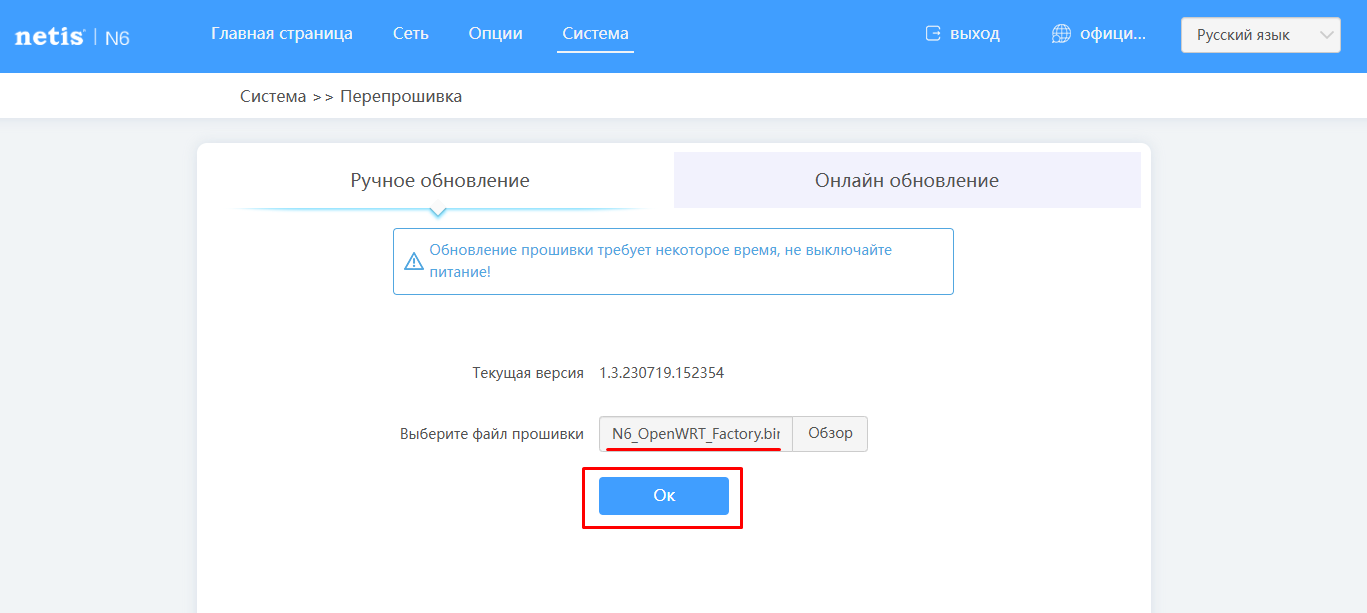 netis | N6
Главная страница
Сеть
Опции
Система
выход
офици...
Русский язык
Система >> Перепрошивка
Ручное обновление
Онлайн обновление
Обновление прошивки требует некоторое время, не выключайте
питание!
Текущая версия 1.3.230719.152354
Выберите файл прошивки N6_OpenWRT_Factory.bin Обзор
Ок